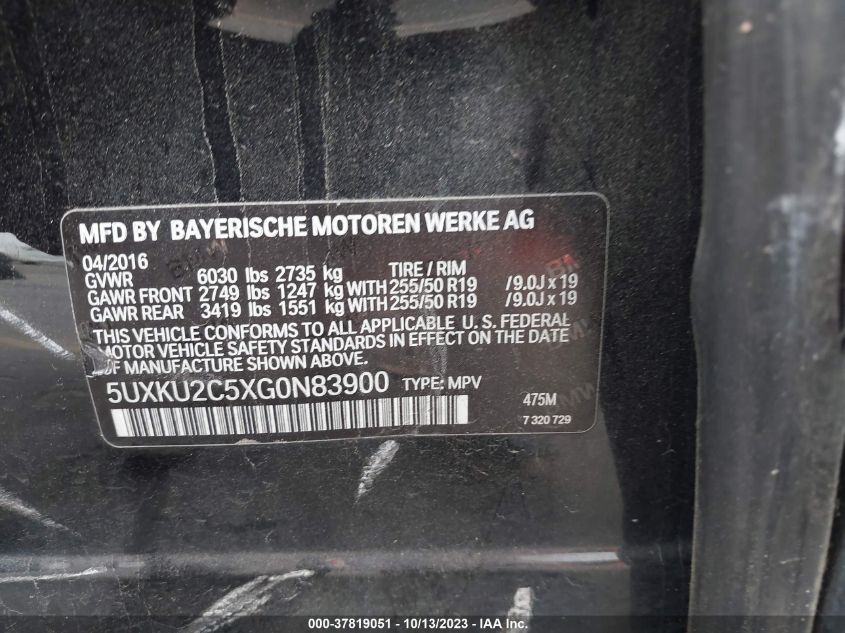 MFD BY BAYERISCHE MOTOREN WERKE AG
04/2016
GVWR 6030 lbs 2735 kg TIRE / RIM
GAWR FRONT 2749 lbs 1247 kg WITH 255/50 R19 /9.0J x 19
GAWR REAR 3419 lbs 1551 kg WITH 255/50 R19 /9.0J x 19
THIS VEHICLE CONFORMS TO ALL APPLICABLE U. S. FEDERAL
MOTOR VEHICLE SAFETY STANDARDS IN EFFECT ON THE DATE
OF MANUFACTURE SHOWN ABOVE.
5UXKU2C5XG0N83900 TYPE: MPV
475M
7 320 729
000-37819051 - 10/13/2023 - IAA Inc.